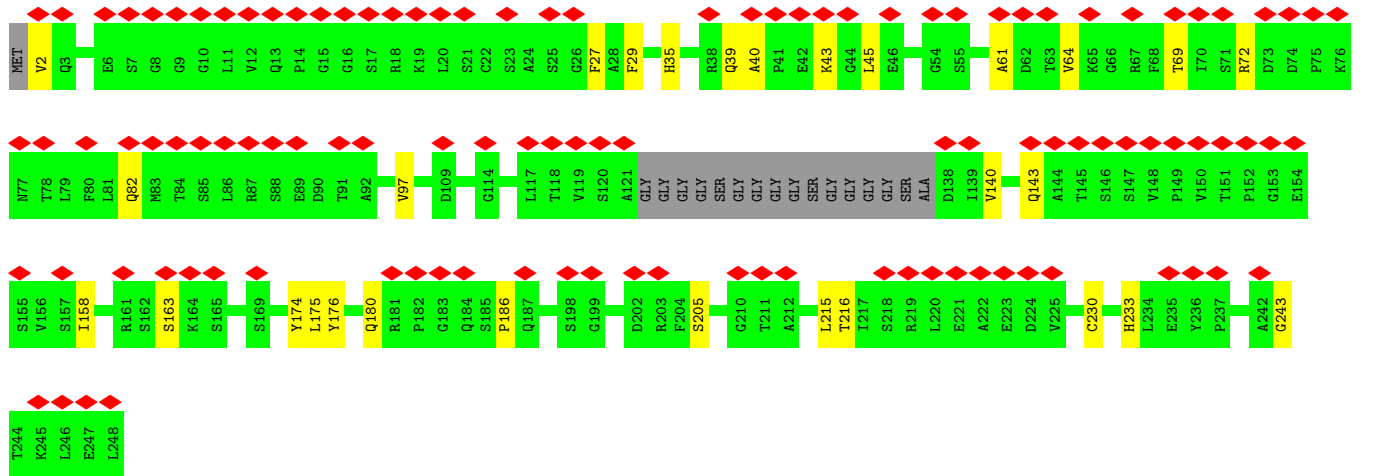 MET V2 Q3 E6 S7 G8 G9 G10 L11 V12 Q13 P14 G15 G16 S17 R18 K19 L20 S21 C22 S23 A24 S25 G26 F27 A28 F29 H35 R38 Q39 A40 P41 E42 K43 G44 L45 E46 G54 S55 A61 D62 T63 V64 K65 G66 R67 F68 T69 I70 S71 R72 D73 D74 P75 K76
N77 T78 L79 F80 L81 Q82 M83 T84 S85 L86 R87 S88 E89 D90 T91 A92 V97 D109 G114 L117 T118 V119 S120 A121 GLY GLY GLY GLY SER GLY GLY GLY GLY SER GLY GLY GLY GLY SER ALA D138 I139 V140 Q143 A144 T145 S146 S147 V148 P149 V150 T151 P152 G153 E154
S155 V156 S157 I158 R161 S162 S163 K164 S165 S169 Y174 L175 Y176 Q180 R181 P182 G183 Q184 S185 P186 Q187 S198 G199 D202 R203 F204 S205 G210 T211 A212 L215 T216 I217 S218 R219 L220 E221 A222 E223 D224 V225 C230 H233 L234 E235 Y236 P237 A242 G243
T244 K245 L246 E247 L248